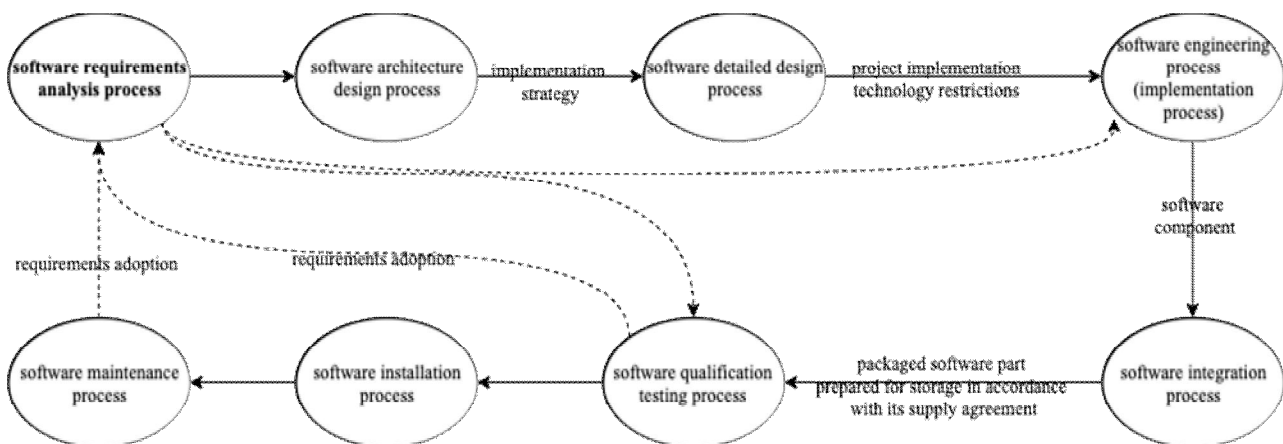 software requirements
analysis process
software architecture
design process
implementation
strategy
software detailed design
process
project implementation
technology restrictions
software engineering
process
(implementation
process)
software
component
requirements adoption
requirements adoption
software maintenance
process
software installation
process
software qualification
testing process
packaged software part
prepared for storage in accordance
with its supply agreement
software integration
process